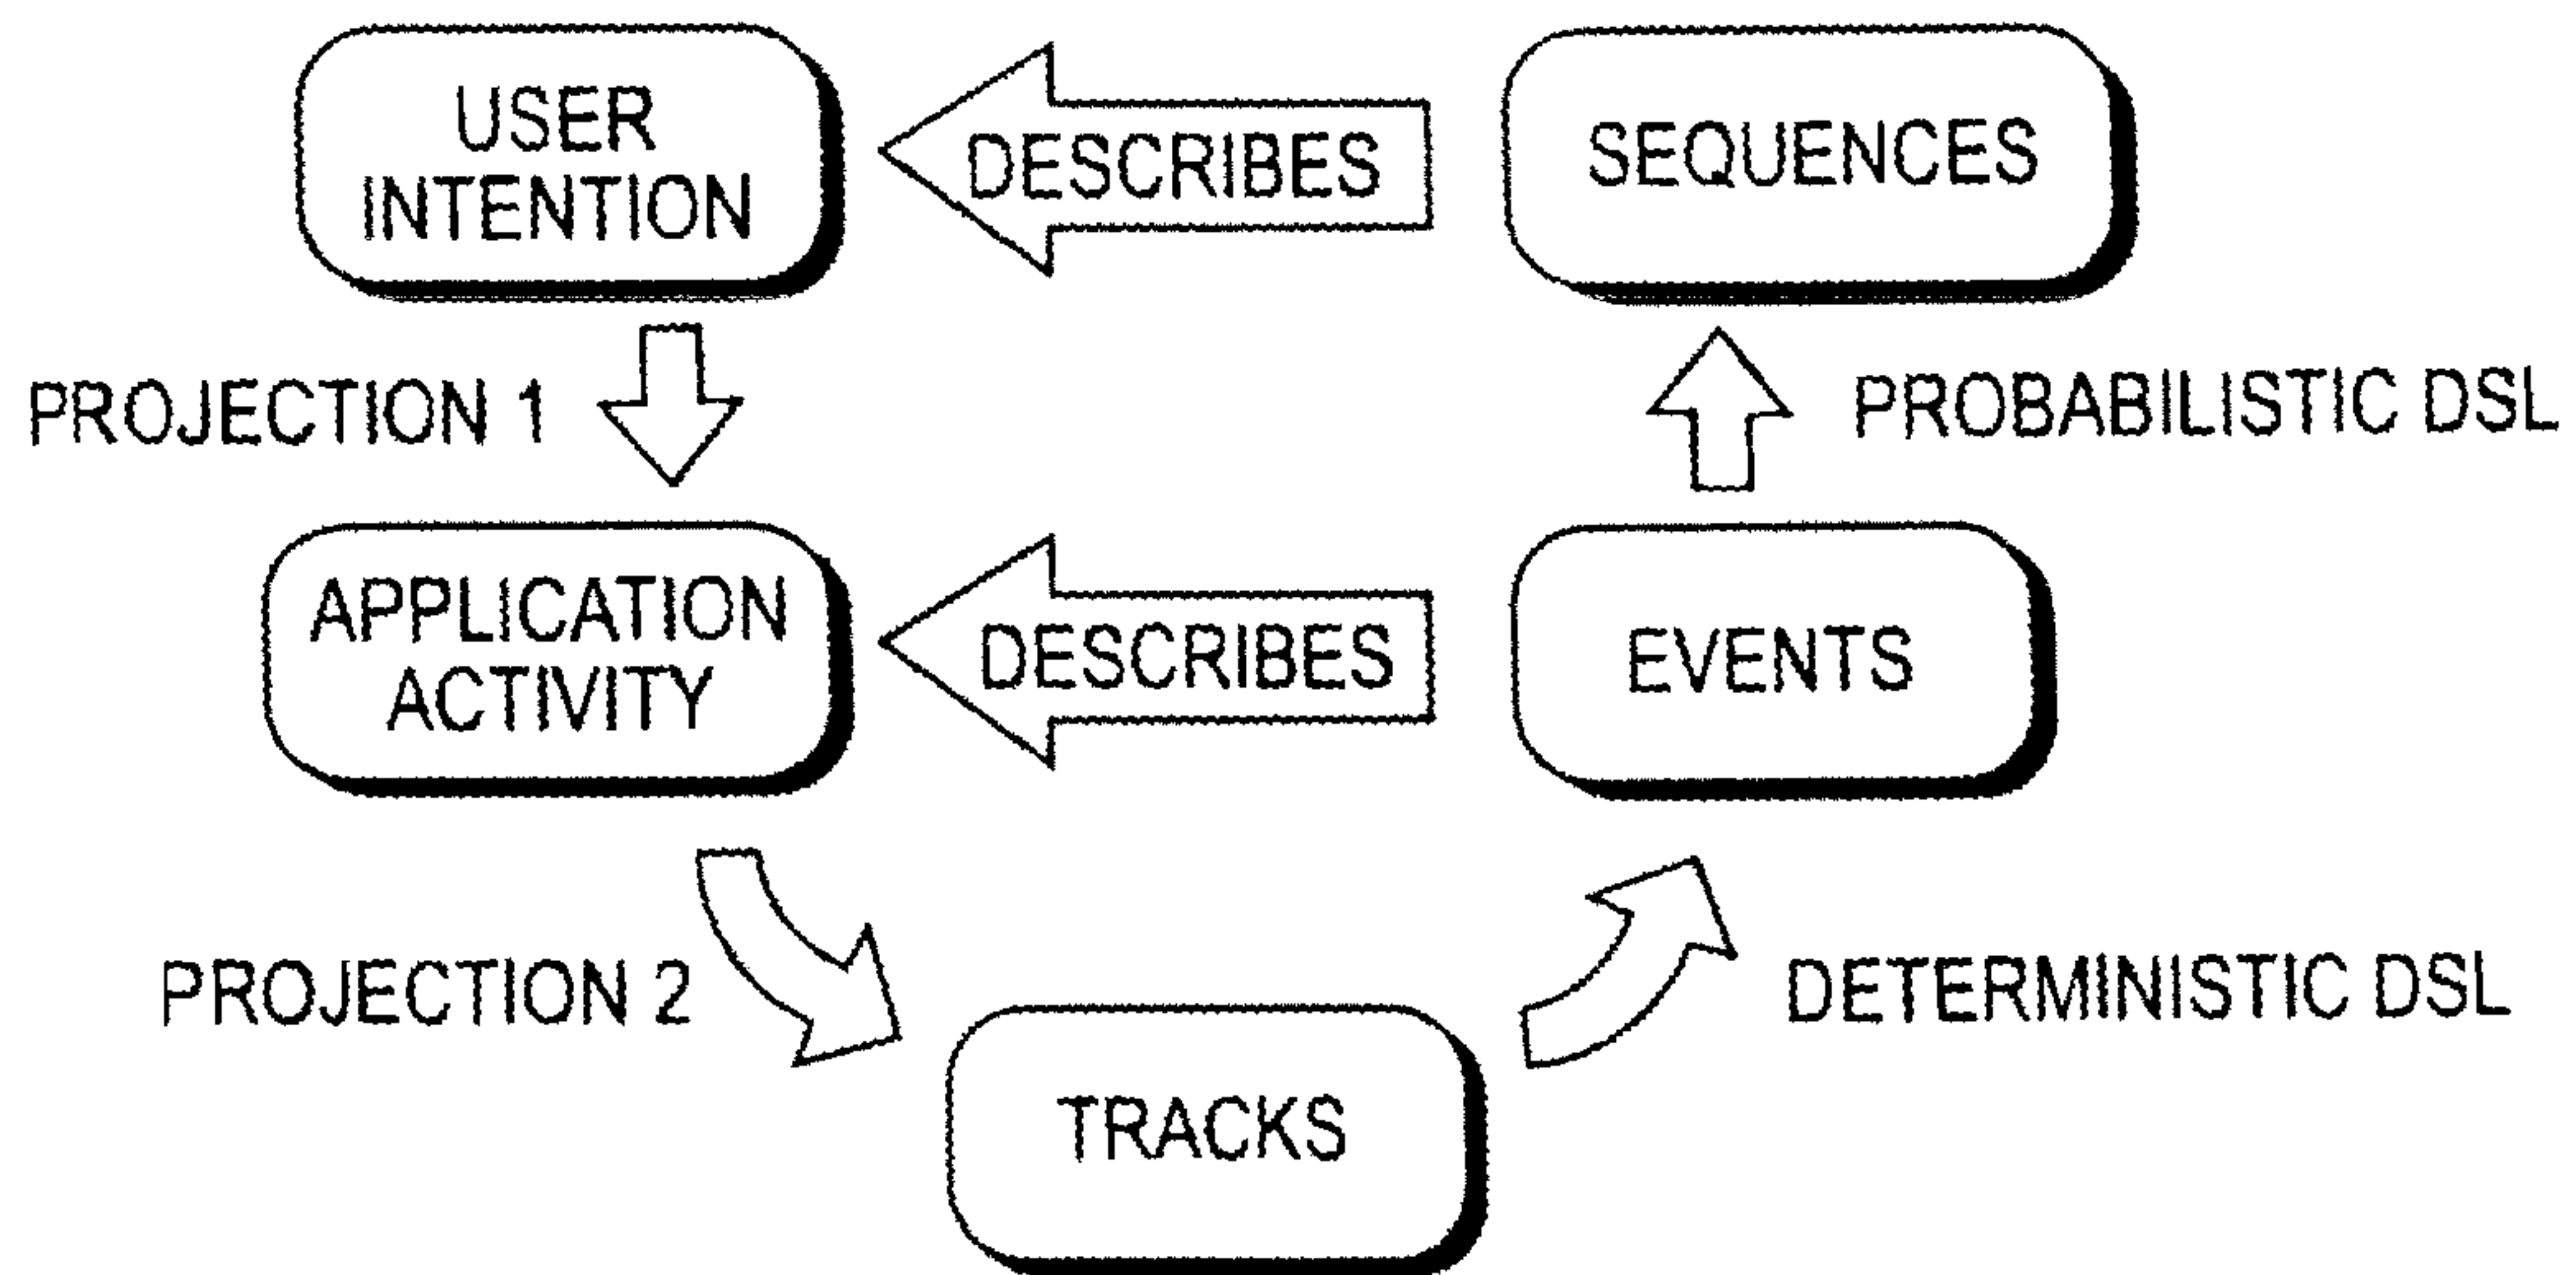 USER
INTENTION
DESCRIBES
SEQUENCES
PROJECTION 1
PROBABILISTIC DSL
APPLICATION
ACTIVITY
DESCRIBES
EVENTS
PROJECTION 2
DETERMINISTIC DSL
TRACKS